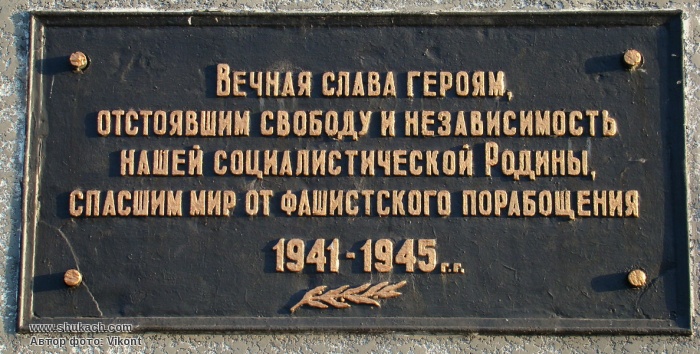 Вечная слава героям,
отстоявшим свободу и независимость
нашей социалистической Родины,
спасшим мир от фашистского порабощения
1941-1945 г.г.
www.shukach.com
Автор фото: Vikont